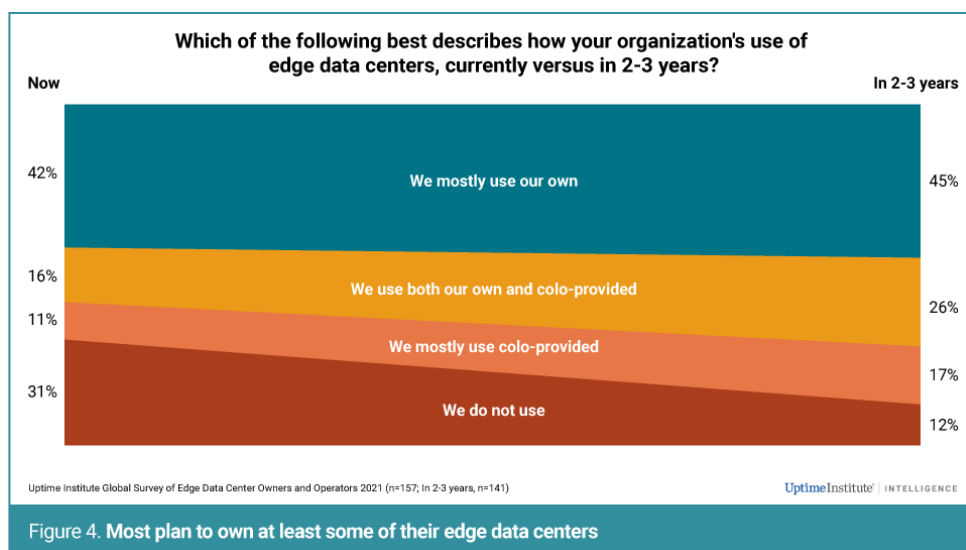 Which of the following best describes how your organization's use of
edge data centers, currently versus in 2-3 years?
Now
In 2-3 years
42%
We mostly use our own
45%
16%
We use both our own and colo-provided
26%
11%
We mostly use colo-provided
17%
31%
We do not use
12%
Uptime Institute Global Survey of Edge Data Center Owners and Operators 2021 (n=157; In 2-3 years, n=141)
UptimeInstitute® | INTELLIGENCE
Figure 4. Most plan to own at least some of their edge data centers